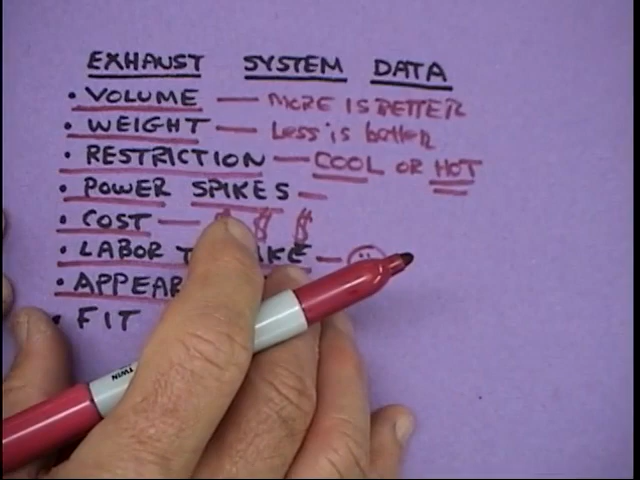 EXHAUST SYSTEM DATA
• VOLUME — MORE IS BETTER
• WEIGHT — Less is better
• RESTRICTION — COOL OR HOT
• POWER SPIKES —
• COST — $ $ $
• LABOR
• APPEAR
• FIT
TWIN